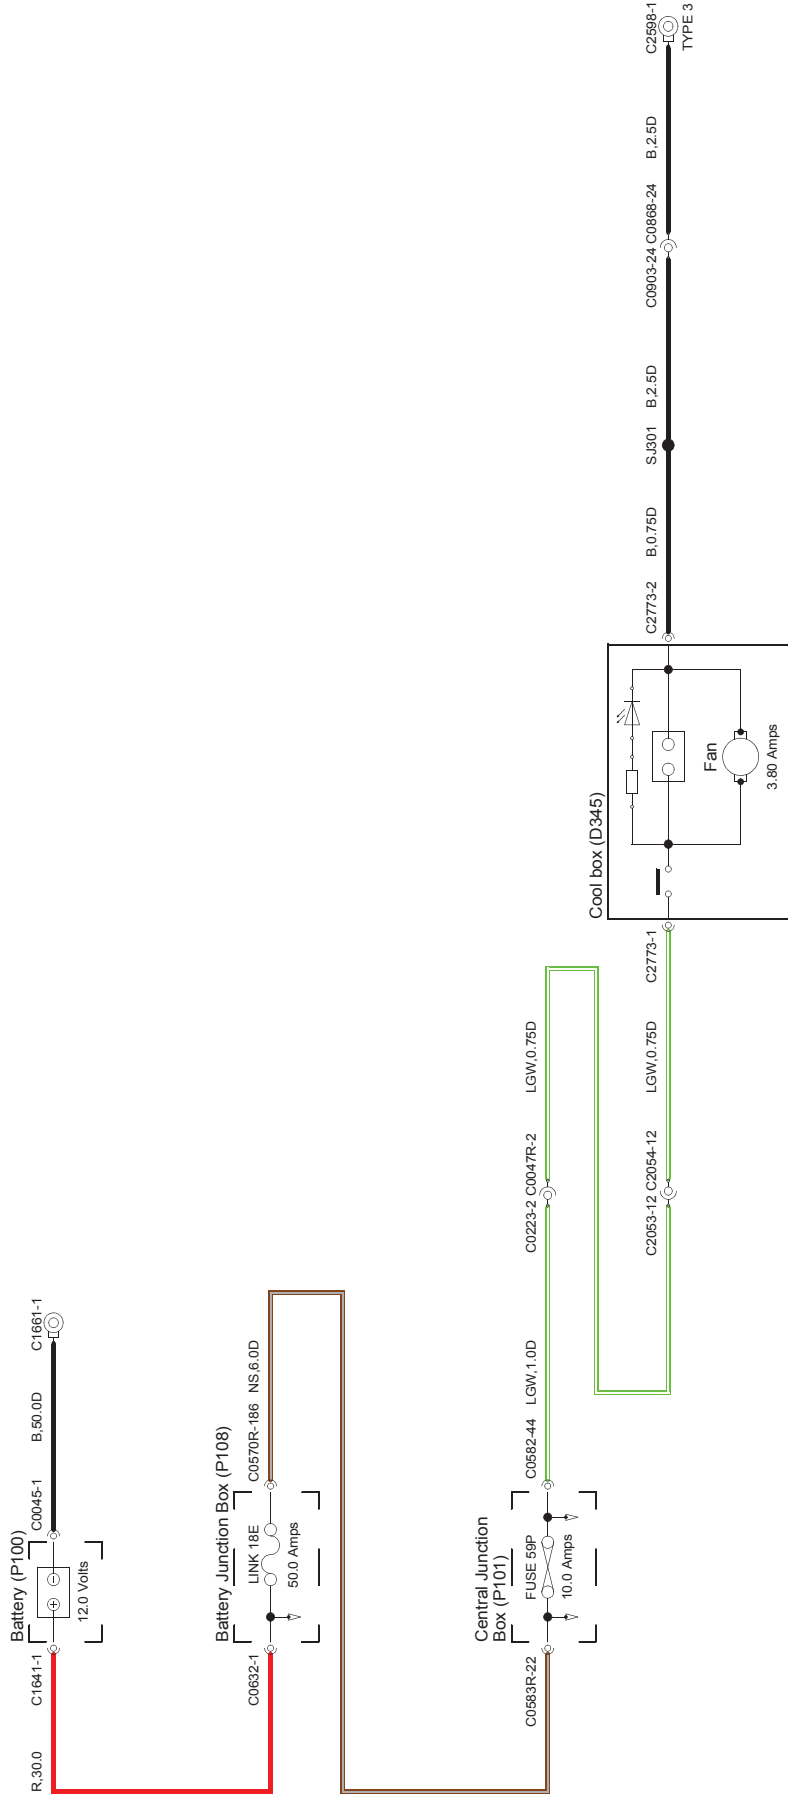 Battery (P100)
12.0 Volts
C1641-1
R,30.0
C0045-1
B,50.0D
C1661-1
Battery Junction Box (P108)
LINK 18E
50.0 Amps
C0632-1
C0570R-186
NS,6.0D
Central Junction
Box (P101)
FUSE 59P
10.0 Amps
C0583R-22
C0582-44
LGW,1.0D
C0223-2
C0047R-2
LGW,0.75D
C2053-12
C2054-12
LGW,0.75D
C2773-1
Cool box (D345)
Fan
3.80 Amps
C2773-2
B,0.75D
SJ301
B,2.5D
C0903-24
C0868-24
B,2.5D
C2598-1
TYPE 3